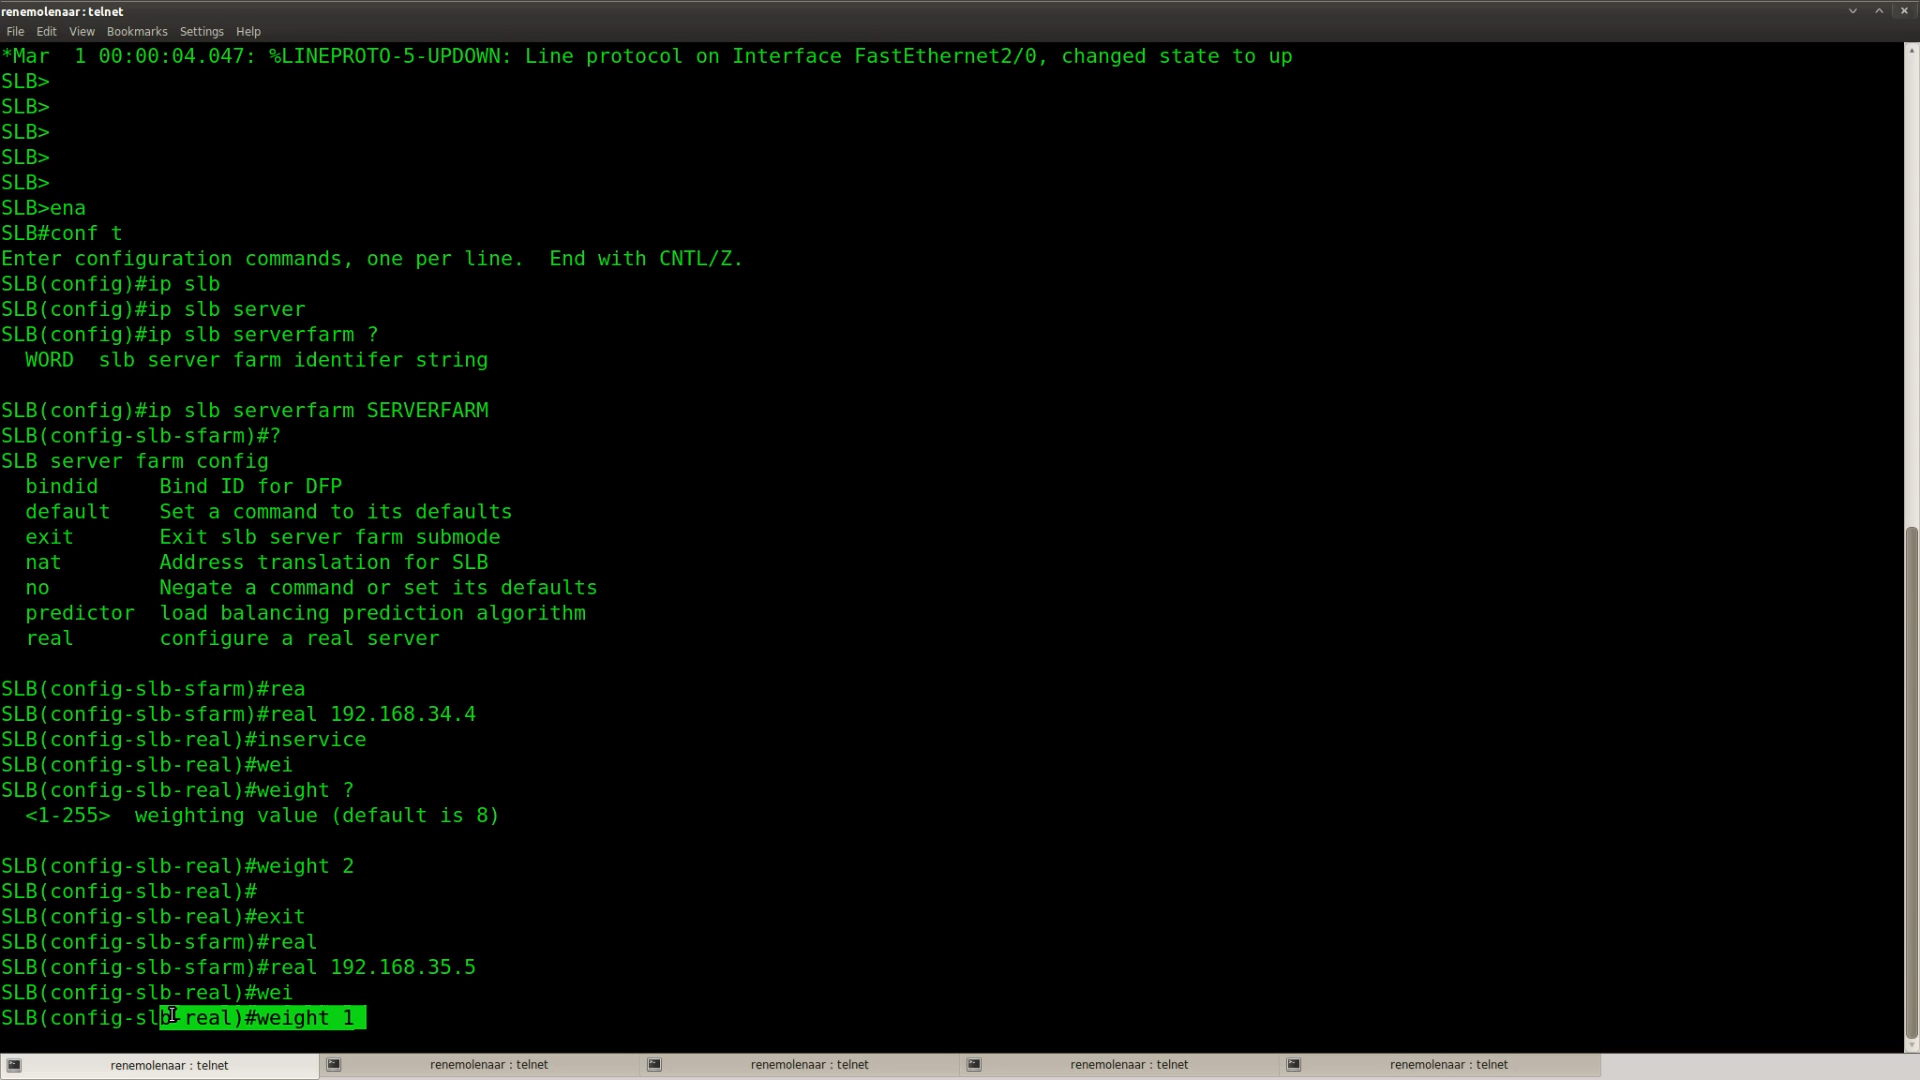 renemolenaar : telnet
File Edit View Bookmarks Settings Help
*Mar  1 00:00:04.047: %LINEPROTO-5-UPDOWN: Line protocol on Interface FastEthernet2/0, changed state to up
SLB>
SLB>
SLB>
SLB>
SLB>
SLB>ena
SLB#conf t
Enter configuration commands, one per line.  End with CNTL/Z.
SLB(config)#ip slb
SLB(config)#ip slb server
SLB(config)#ip slb serverfarm ?
  WORD  slb server farm identifer string
SLB(config)#ip slb serverfarm SERVERFARM
SLB(config-slb-sfarm)#?
SLB server farm config
  bindid     Bind ID for DFP
  default    Set a command to its defaults
  exit       Exit slb server farm submode
  nat        Address translation for SLB
  no         Negate a command or set its defaults
  predictor  load balancing prediction algorithm
  real       configure a real server
SLB(config-slb-sfarm)#rea
SLB(config-slb-sfarm)#real 192.168.34.4
SLB(config-slb-real)#inservice
SLB(config-slb-real)#wei
SLB(config-slb-real)#weight ?
  <1-255>  weighting value (default is 8)
SLB(config-slb-real)#weight 2
SLB(config-slb-real)#
SLB(config-slb-real)#exit
SLB(config-slb-sfarm)#real
SLB(config-slb-sfarm)#real 192.168.35.5
SLB(config-slb-real)#wei
SLB(config-slb-real)#weight 1
renemolenaar : telnet renemolenaar : telnet renemolenaar : telnet renemolenaar : telnet renemolenaar : telnet